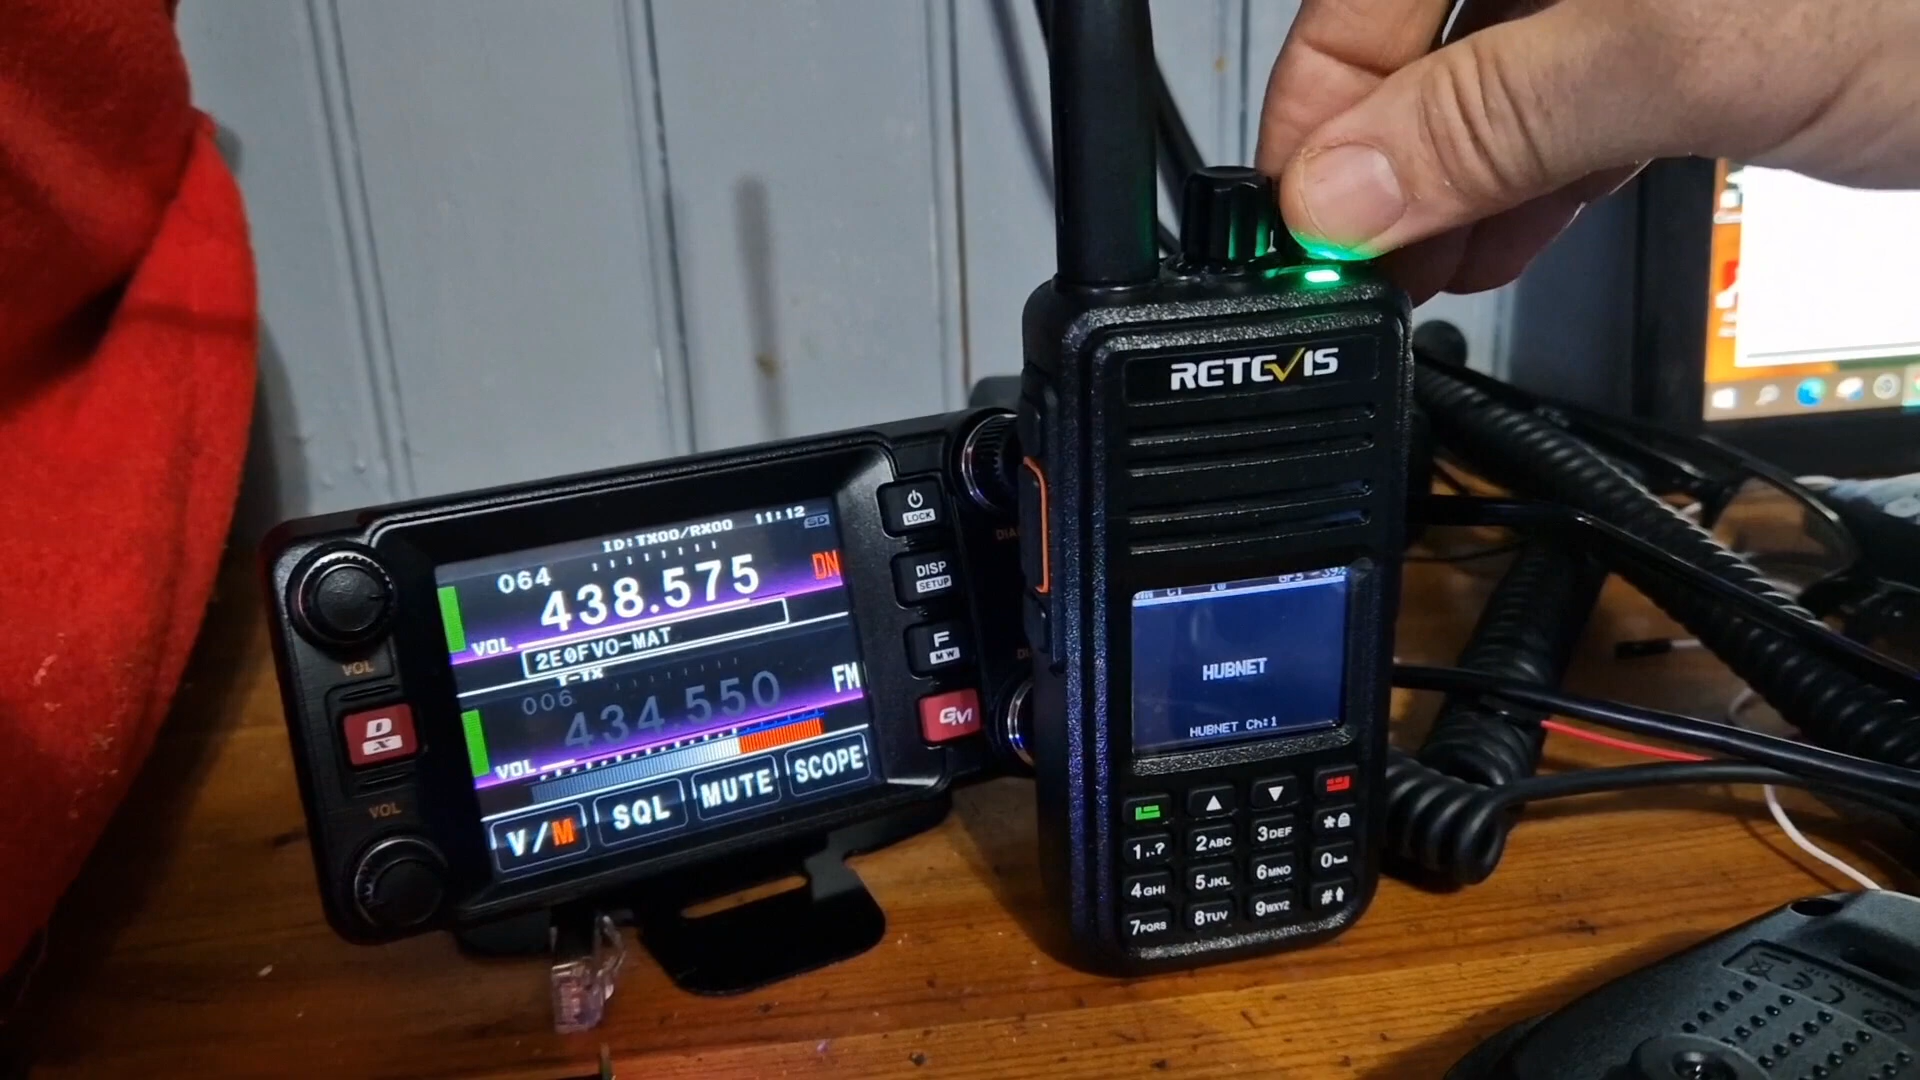 ID:TX00/RX00 11:12 SD
064 438.575 DN
VOL
2E0FVO-MAT
T-TX
006 434.550 FM
VOL
V/M SQL MUTE SCOPE
VOL
D
X
VOL
LOCK
DISP
SETUP
F
MW
GM
RETEVIS
HUBNET
HUBNET Ch:1
1,.? 2ABC 3DEF *
4GHI 5JKL 6MNO 0
7PQRS 8TUV 9WXYZ #